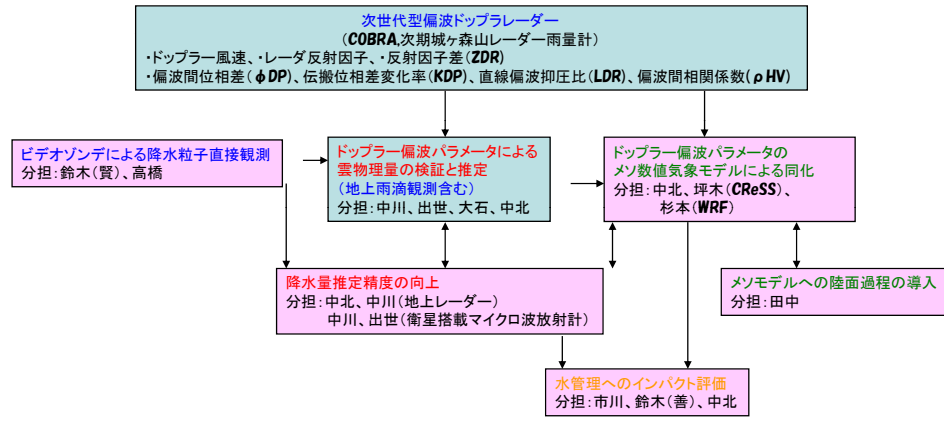 次世代型偏波ドップラレーダー
(COBRA,次期城ヶ森山レーダー雨量計)
・ドップラー風速、・レーダ反射因子、・反射因子差(ZDR)
・偏波間位相差(φDP)、伝搬位相差変化率(KDP)、直線偏波抑圧比(LDR)、偏波間相関係数(ρHV)
ビデオゾンデによる降水粒子直接観測
分担:鈴木(賢)、高橋
ドップラー偏波パラメータによる
雲物理量の検証と推定
(地上雨滴観測含む)
分担:中川、出世、大石、中北
ドップラー偏波パラメータの
メソ数値気象モデルによる同化
分担:中北、坪木(CReSS)、
杉本(WRF)
降水量推定精度の向上
分担:中北、中川(地上レーダー)
中川、出世(衛星搭載マイクロ波放射計)
メソモデルへの陸面過程の導入
分担:田中
水管理へのインパクト評価
分担:市川、鈴木(善)、中北